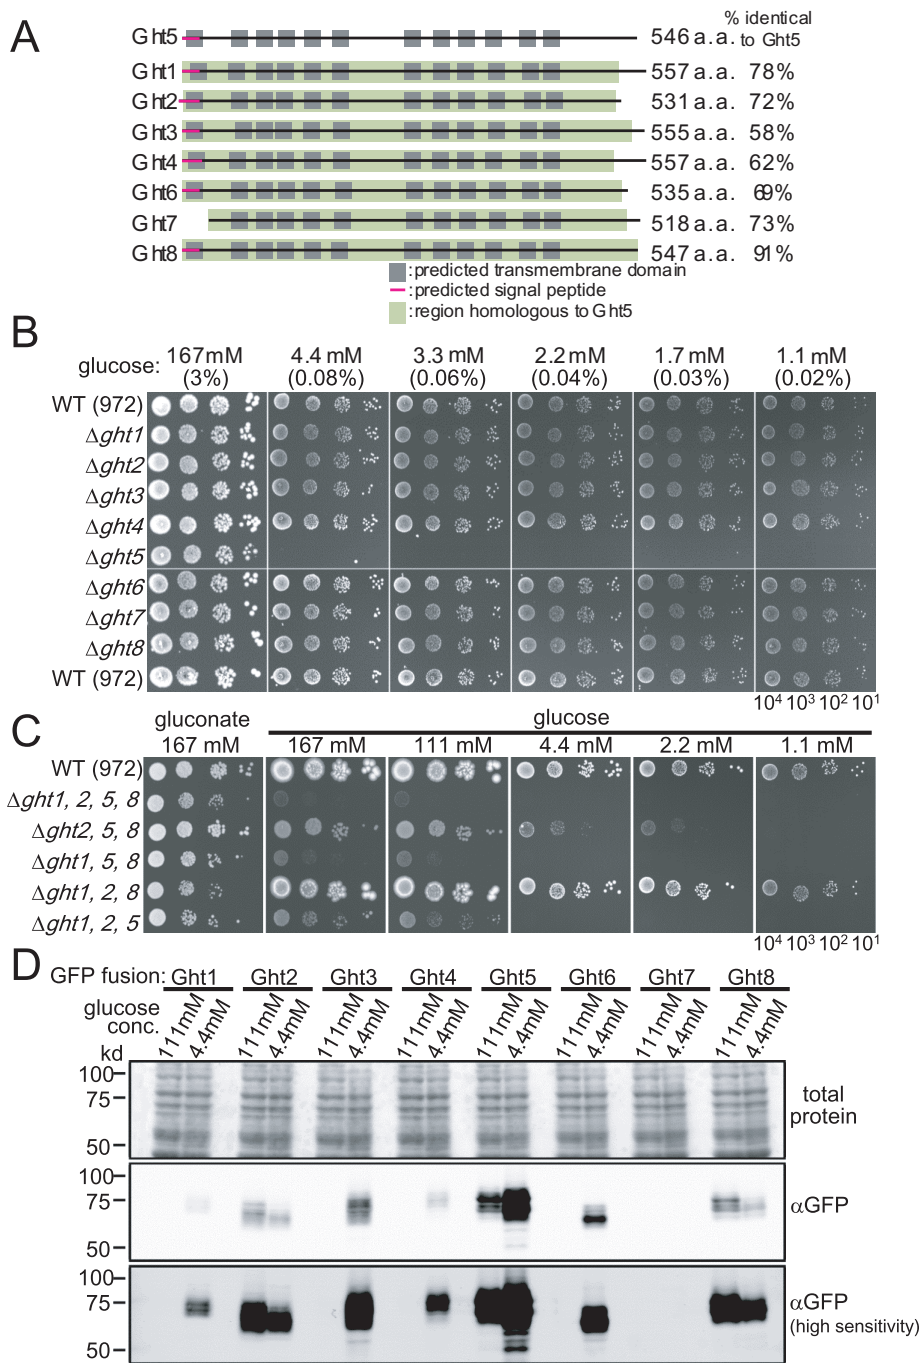 A
% identical
to Ght5
Ght5 546 a.a.
Ght1 557 a.a. 78%
Ght2 531 a.a. 72%
Ght3 555 a.a. 58%
Ght4 557 a.a. 62%
Ght6 535 a.a. 69%
Ght7 518 a.a. 73%
Ght8 547 a.a. 91%
:predicted transmembrane domain
:predicted signal peptide
:region homologous to Ght5
B
glucose: 167mM 4.4 mM 3.3 mM 2.2 mM 1.7 mM 1.1 mM
(3%) (0.08%) (0.06%) (0.04%) (0.03%) (0.02%)
WT (972)
Δght1
Δght2
Δght3
Δght4
Δght5
Δght6
Δght7
Δght8
WT (972)
10⁴ 10³ 10² 10¹
C
gluconate glucose
167 mM 167 mM 111 mM 4.4 mM 2.2 mM 1.1 mM
WT (972)
Δght1, 2, 5, 8
Δght2, 5, 8
Δght1, 5, 8
Δght1, 2, 8
Δght1, 2, 5
10⁴ 10³ 10² 10¹
D
GFP fusion: Ght1 Ght2 Ght3 Ght4 Ght5 Ght6 Ght7 Ght8
glucose
conc.
111mM 4.4mM 111mM 4.4mM 111mM 4.4mM 111mM 4.4mM 111mM 4.4mM 111mM 4.4mM 111mM 4.4mM 111mM 4.4mM
kd
100
75
50
total
protein
100
75
50
αGFP
100
75
50
αGFP
(high sensitivity)